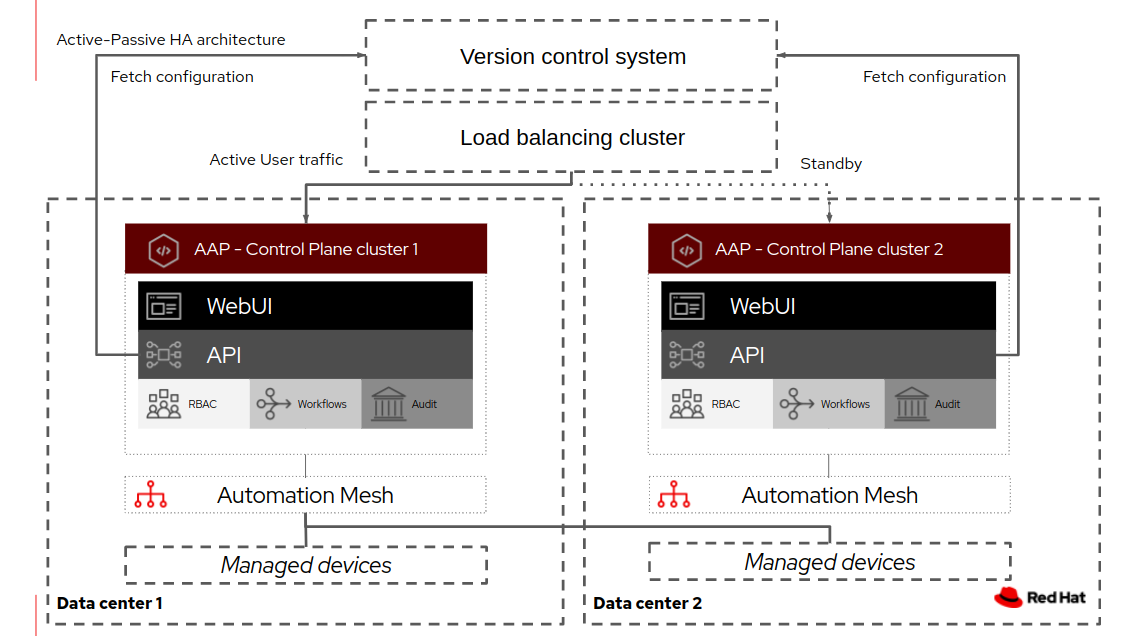 Active-Passive HA architecture
Version control system
Fetch configuration
Fetch configuration
Load balancing cluster
Active User traffic
Standby
AAP - Control Plane cluster 1
WebUI
API
RBAC
Workflows
Audit
Automation Mesh
Managed devices
Data center 1
AAP - Control Plane cluster 2
WebUI
API
RBAC
Workflows
Audit
Automation Mesh
Managed devices
Data center 2
Red Hat